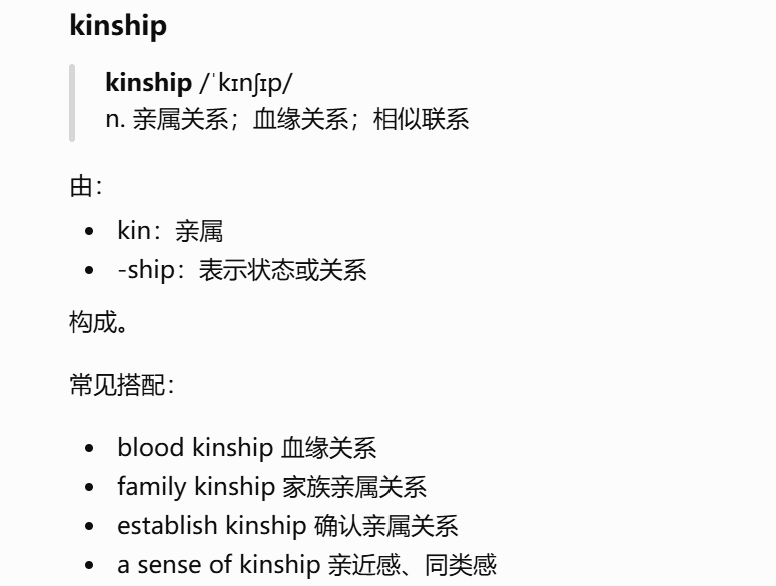 kinship
kinship /ˈkɪnʃɪp/
n. 亲属关系；血缘关系；相似联系
由：
• kin：亲属
• -ship：表示状态或关系
构成。
常见搭配：
• blood kinship 血缘关系
• family kinship 家族亲属关系
• establish kinship 确认亲属关系
• a sense of kinship 亲近感、同类感